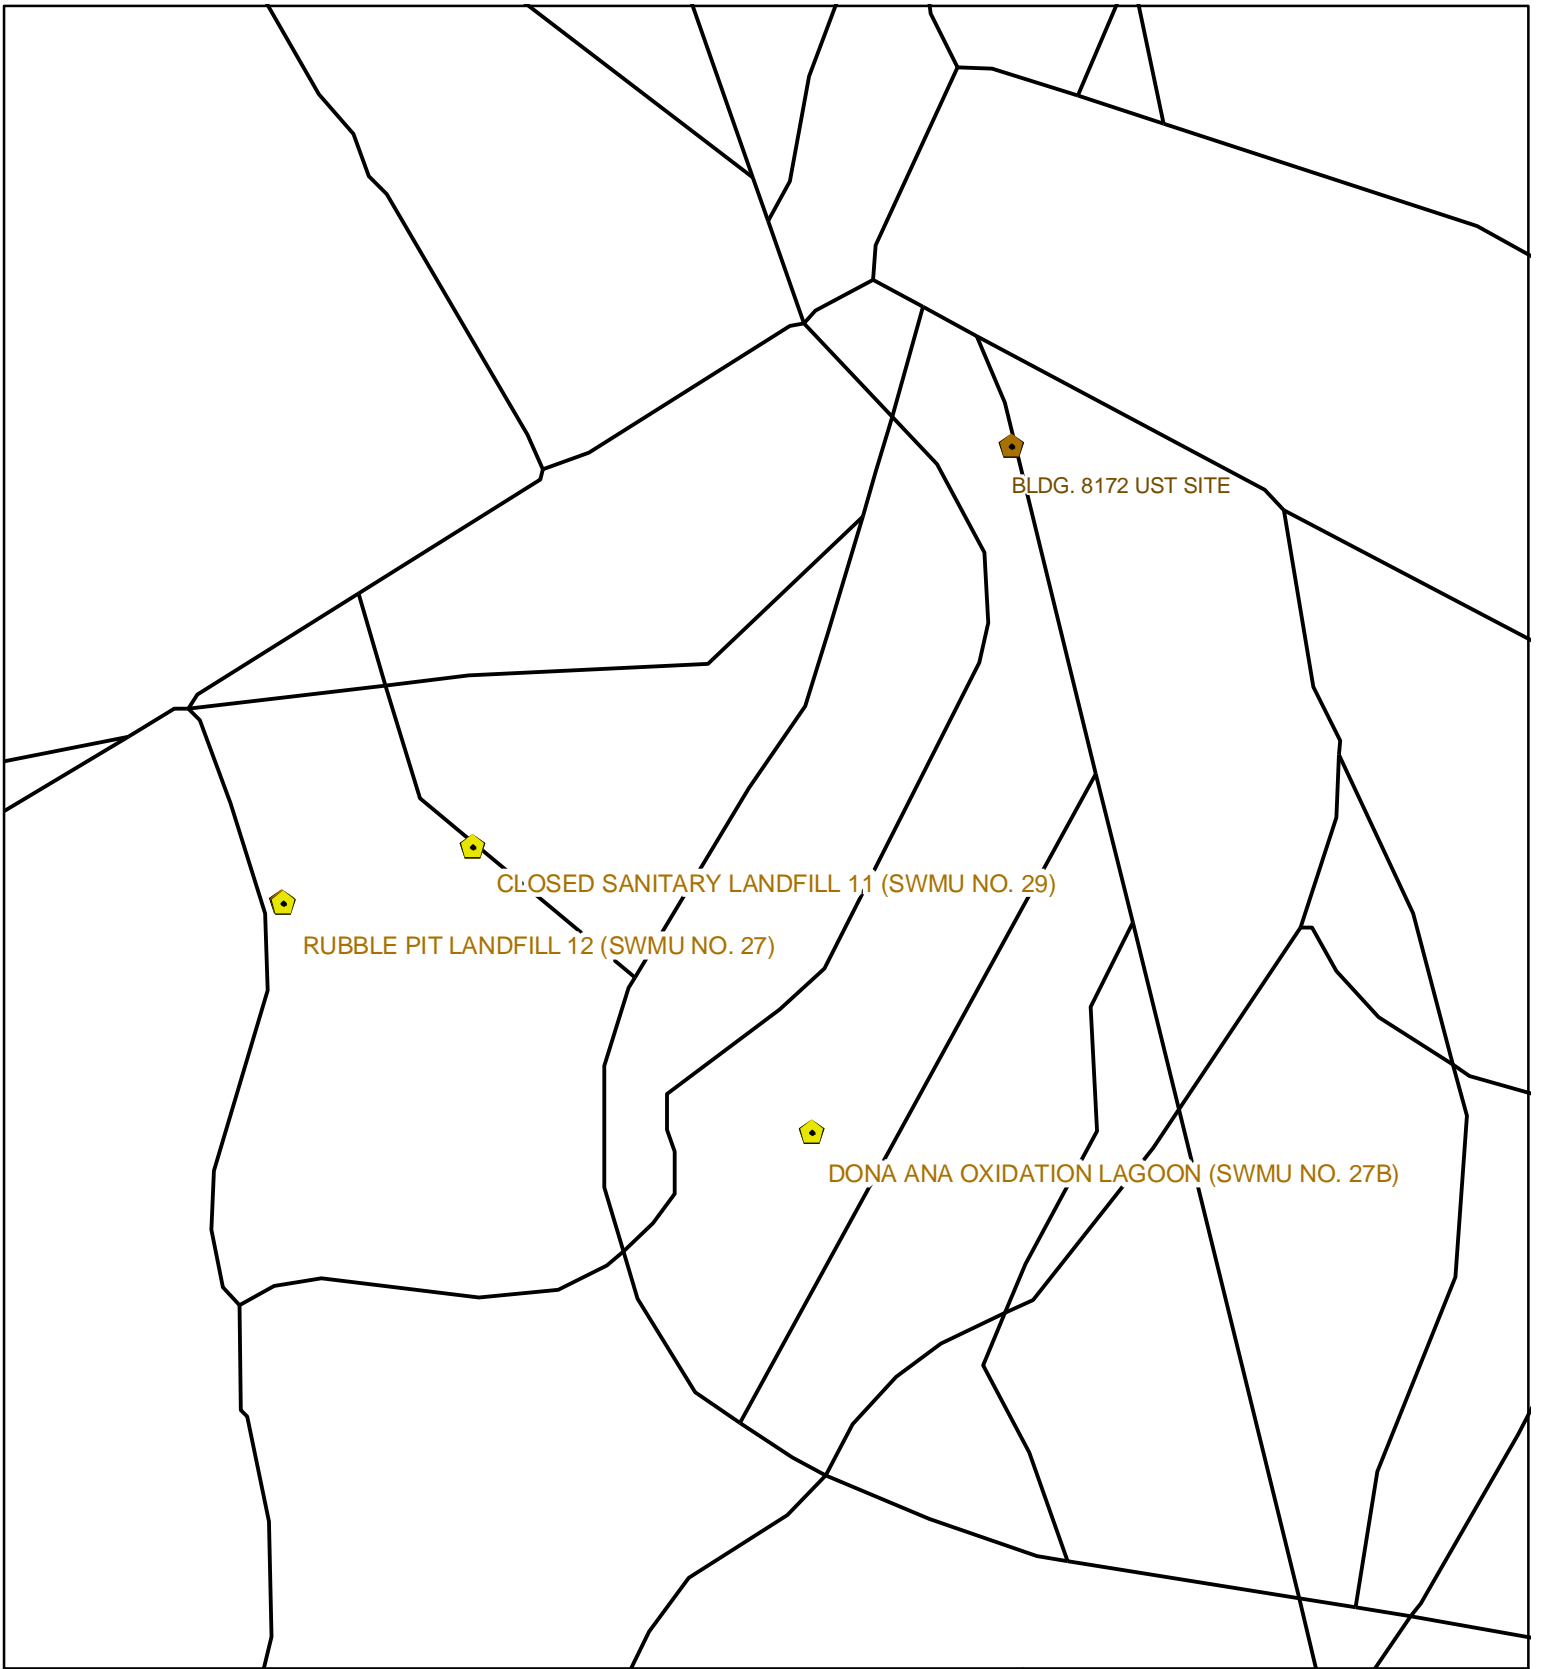 BLDG. 8172 UST SITE
CLOSED SANITARY LANDFILL 11 (SWMU NO. 29)
RUBBLE PIT LANDFILL 12 (SWMU NO. 27)
DONA ANA OXIDATION LAGOON (SWMU NO. 27B)